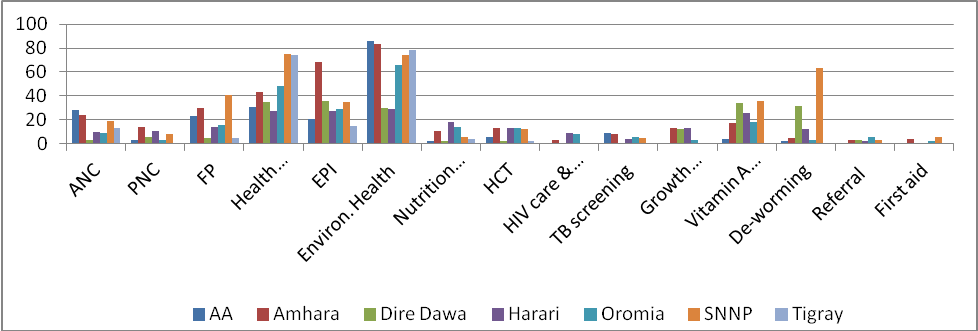 100
80
60
40
20
0
ANC
PNC
FP
Health...
EPI
Environ. Health
Nutrition...
HCT
HIV care &...
TB screening
Growth...
Vitamin A...
De-worming
Referral
First aid
AA Amhara Dire Dawa Harari Oromia SNNP Tigray